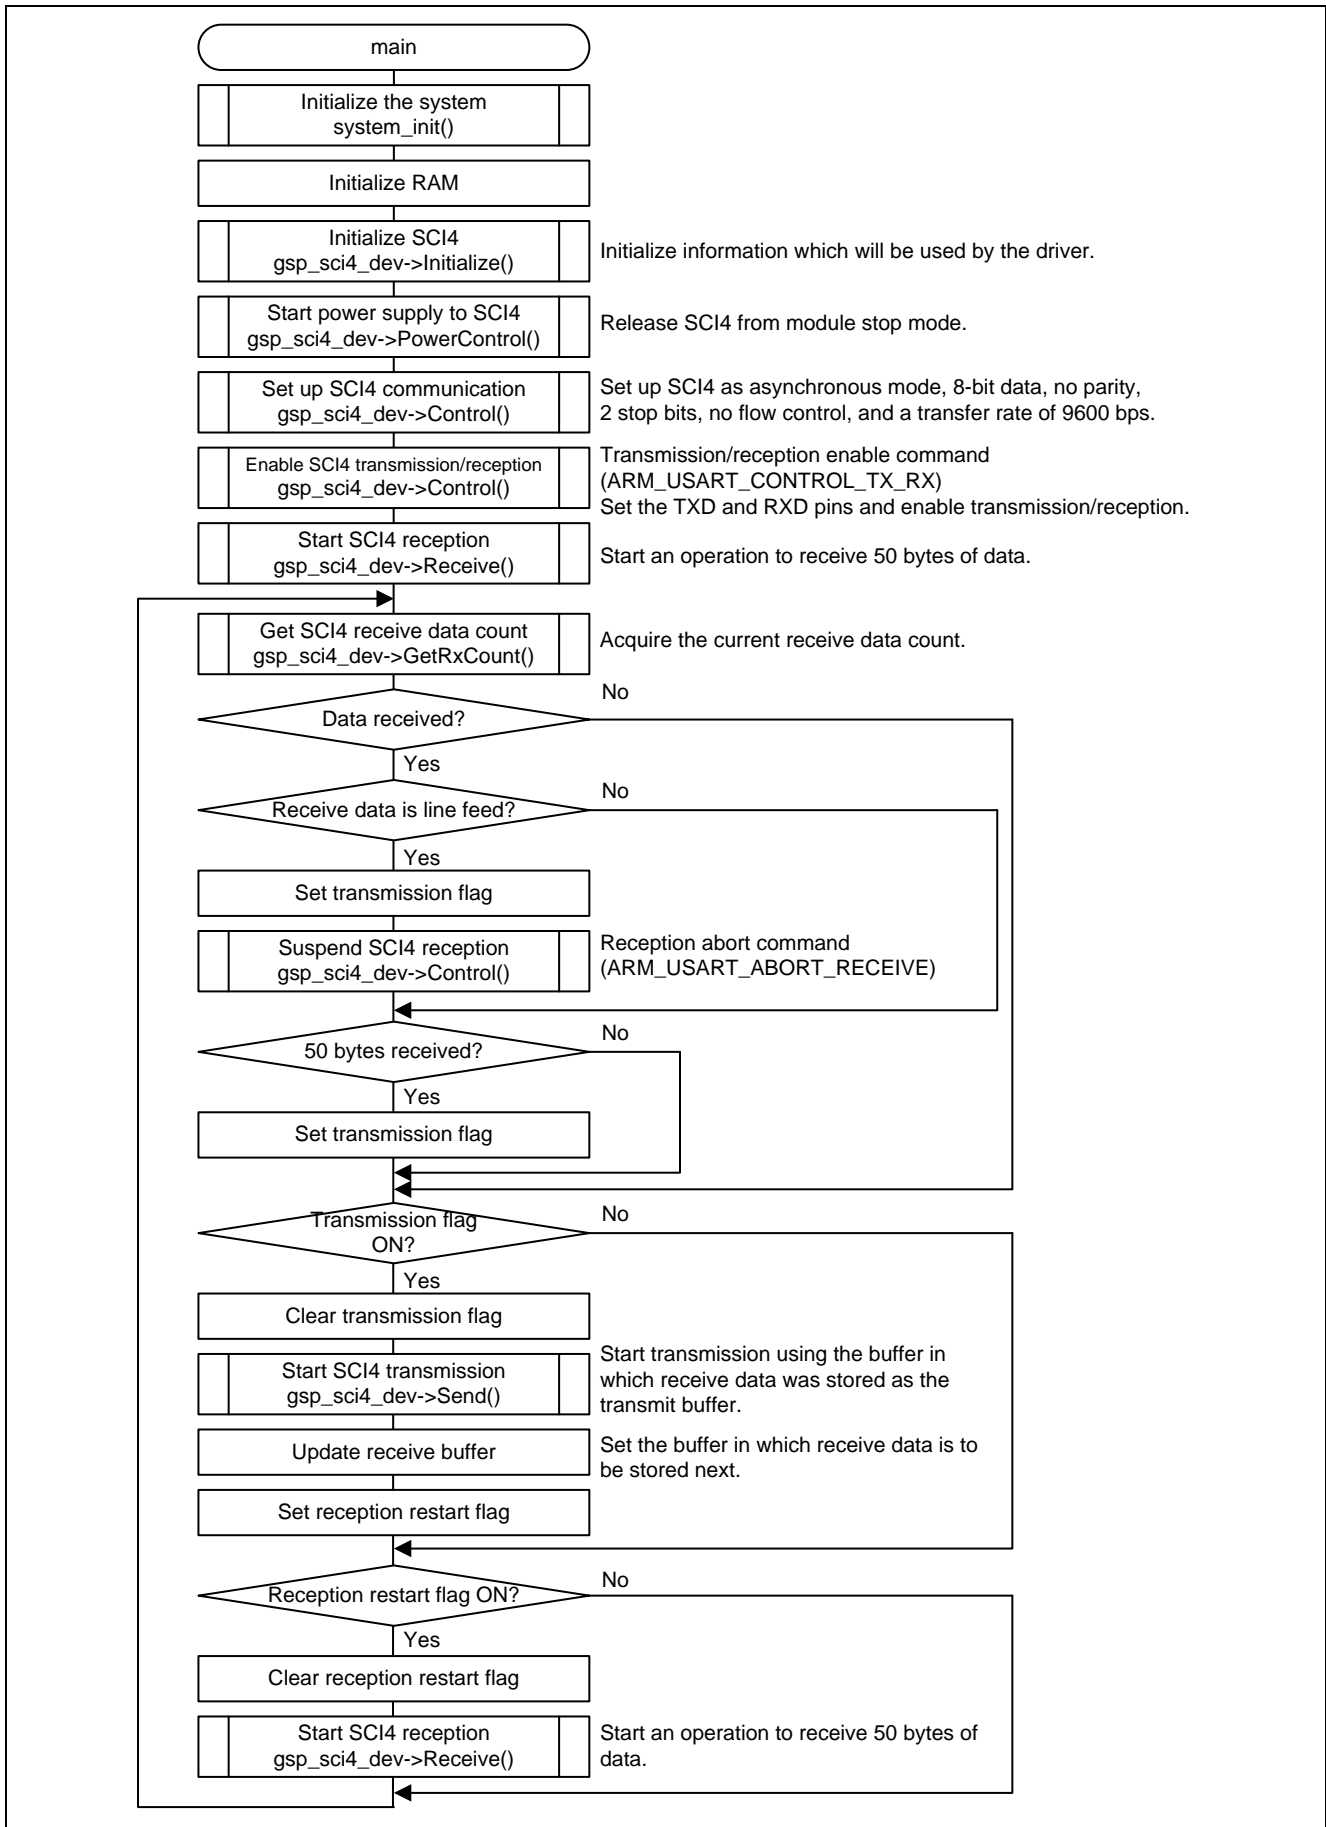 main
Initialize the system
system_init()
Initialize RAM
Initialize SCI4
gsp_sci4_dev->Initialize()
Initialize information which will be used by the driver.
Start power supply to SCI4
gsp_sci4_dev->PowerControl()
Release SCI4 from module stop mode.
Set up SCI4 communication
gsp_sci4_dev->Control()
Set up SCI4 as asynchronous mode, 8-bit data, no parity,
2 stop bits, no flow control, and a transfer rate of 9600 bps.
Enable SCI4 transmission/reception
gsp_sci4_dev->Control()
Transmission/reception enable command
(ARM_USART_CONTROL_TX_RX)
Set the TXD and RXD pins and enable transmission/reception.
Start SCI4 reception
gsp_sci4_dev->Receive()
Start an operation to receive 50 bytes of data.
Get SCI4 receive data count
gsp_sci4_dev->GetRxCount()
Acquire the current receive data count.
No
Data received?
Yes
No
Receive data is line feed?
Yes
Set transmission flag
Suspend SCI4 reception
gsp_sci4_dev->Control()
Reception abort command
(ARM_USART_ABORT_RECEIVE)
No
50 bytes received?
Yes
Set transmission flag
No
Transmission flag
ON?
Yes
Clear transmission flag
Start SCI4 transmission
gsp_sci4_dev->Send()
Start transmission using the buffer in
which receive data was stored as the
transmit buffer.
Update receive buffer
Set the buffer in which receive data is to
be stored next.
Set reception restart flag
No
Reception restart flag ON?
Yes
Clear reception restart flag
Start SCI4 reception
gsp_sci4_dev->Receive()
Start an operation to receive 50 bytes of
data.